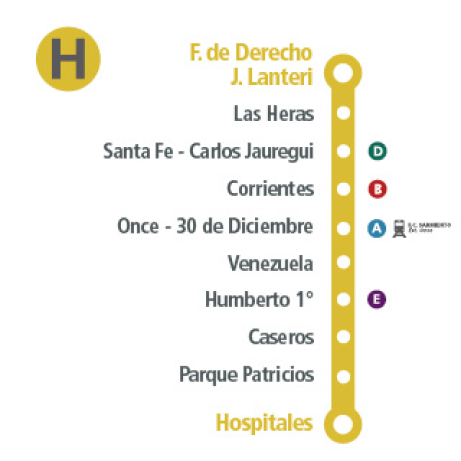 H
F. de Derecho
J. Lanteri
Las Heras
Santa Fe - Carlos Jauregui D
Corrientes B
Once - 30 de Diciembre A F.C. SARMIENTO
Est. Once
Venezuela
Humberto 1° E
Caseros
Parque Patricios
Hospitales